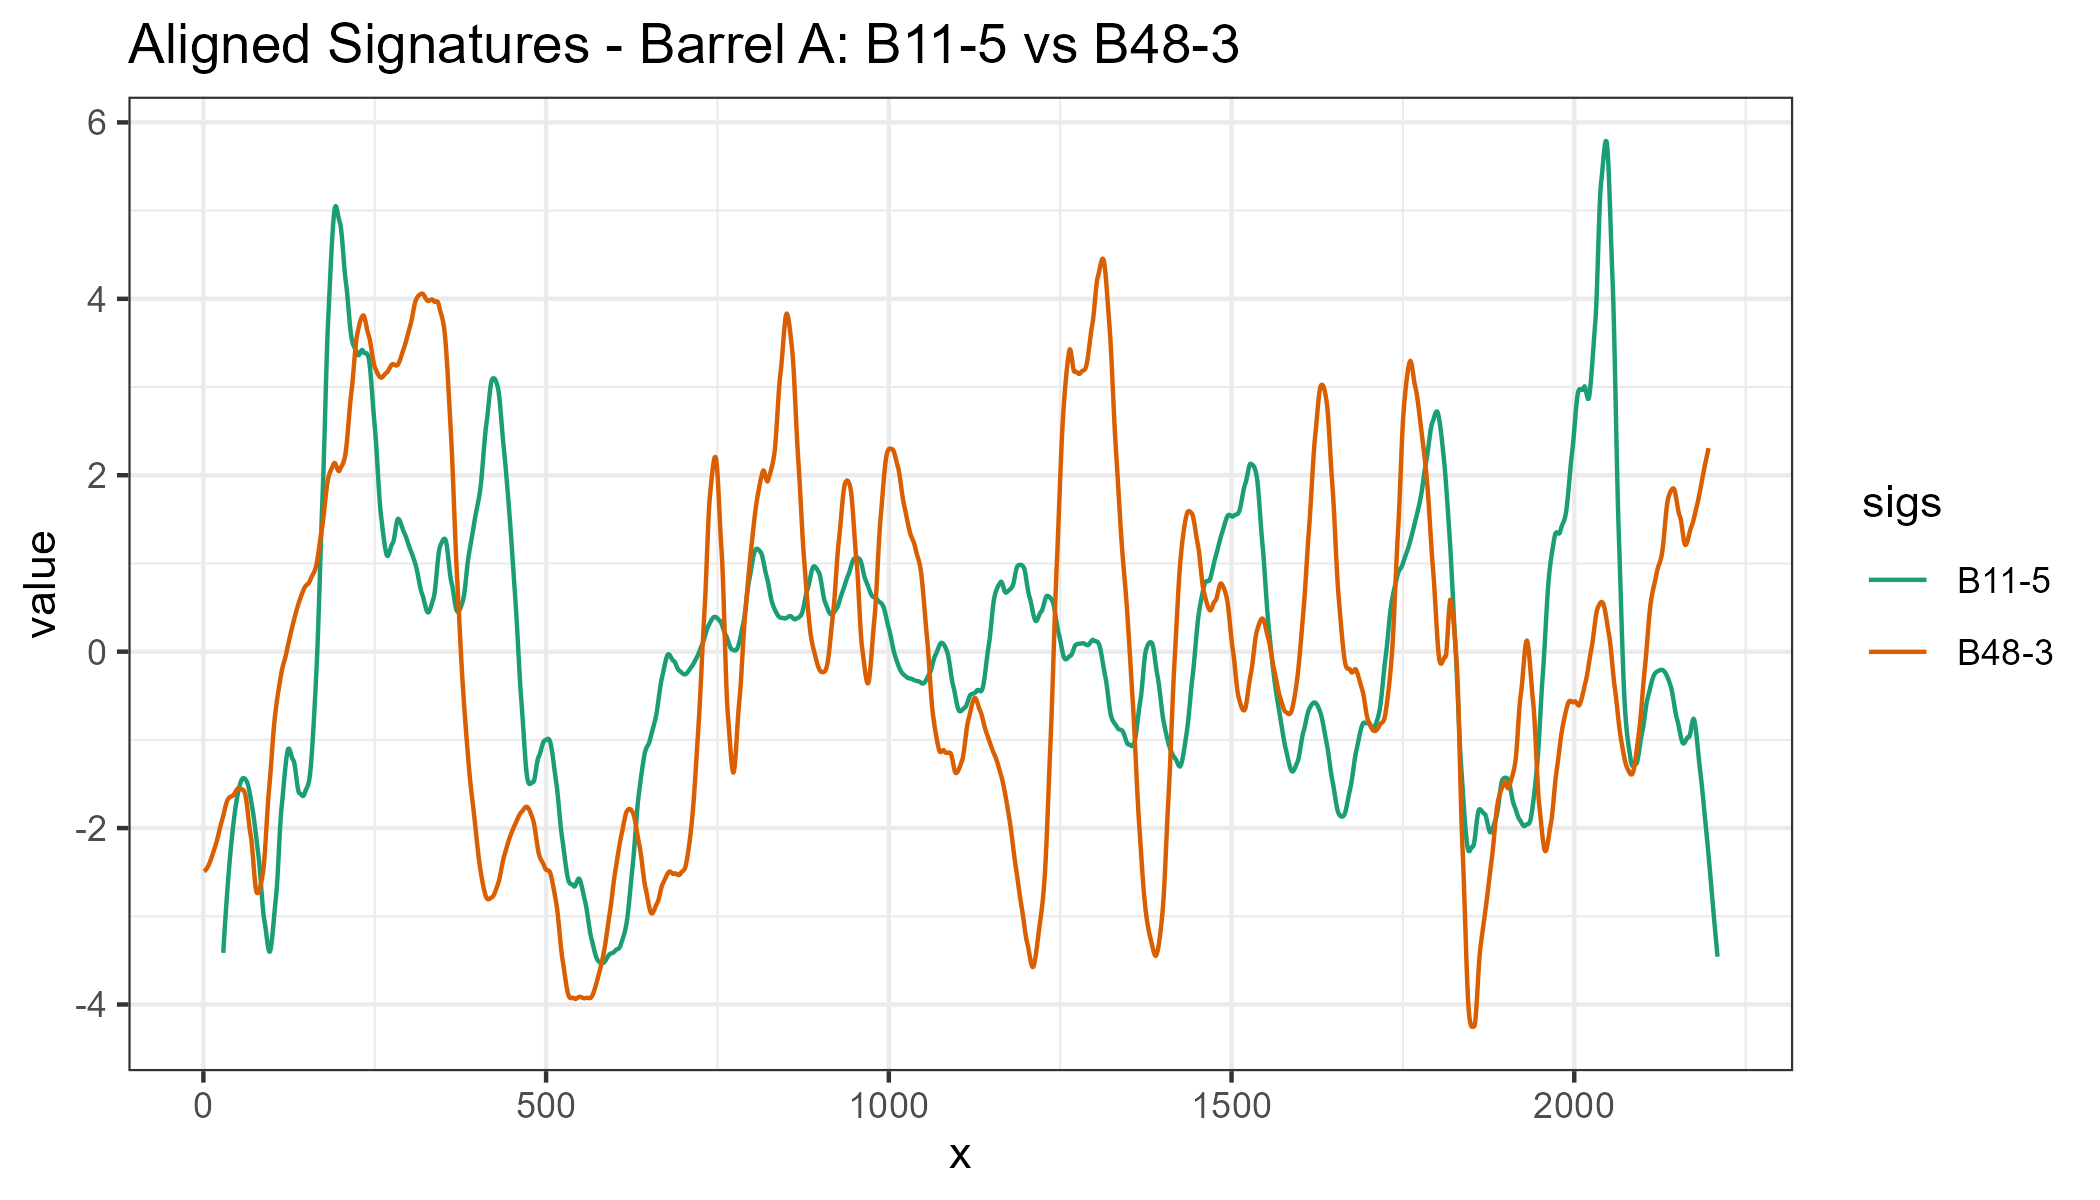 Aligned Signatures - Barrel A: B11-5 vs B48-3
6
4
2
0
-2
-4
value
0 500 1000 1500 2000
x
sigs
B11-5
B48-3